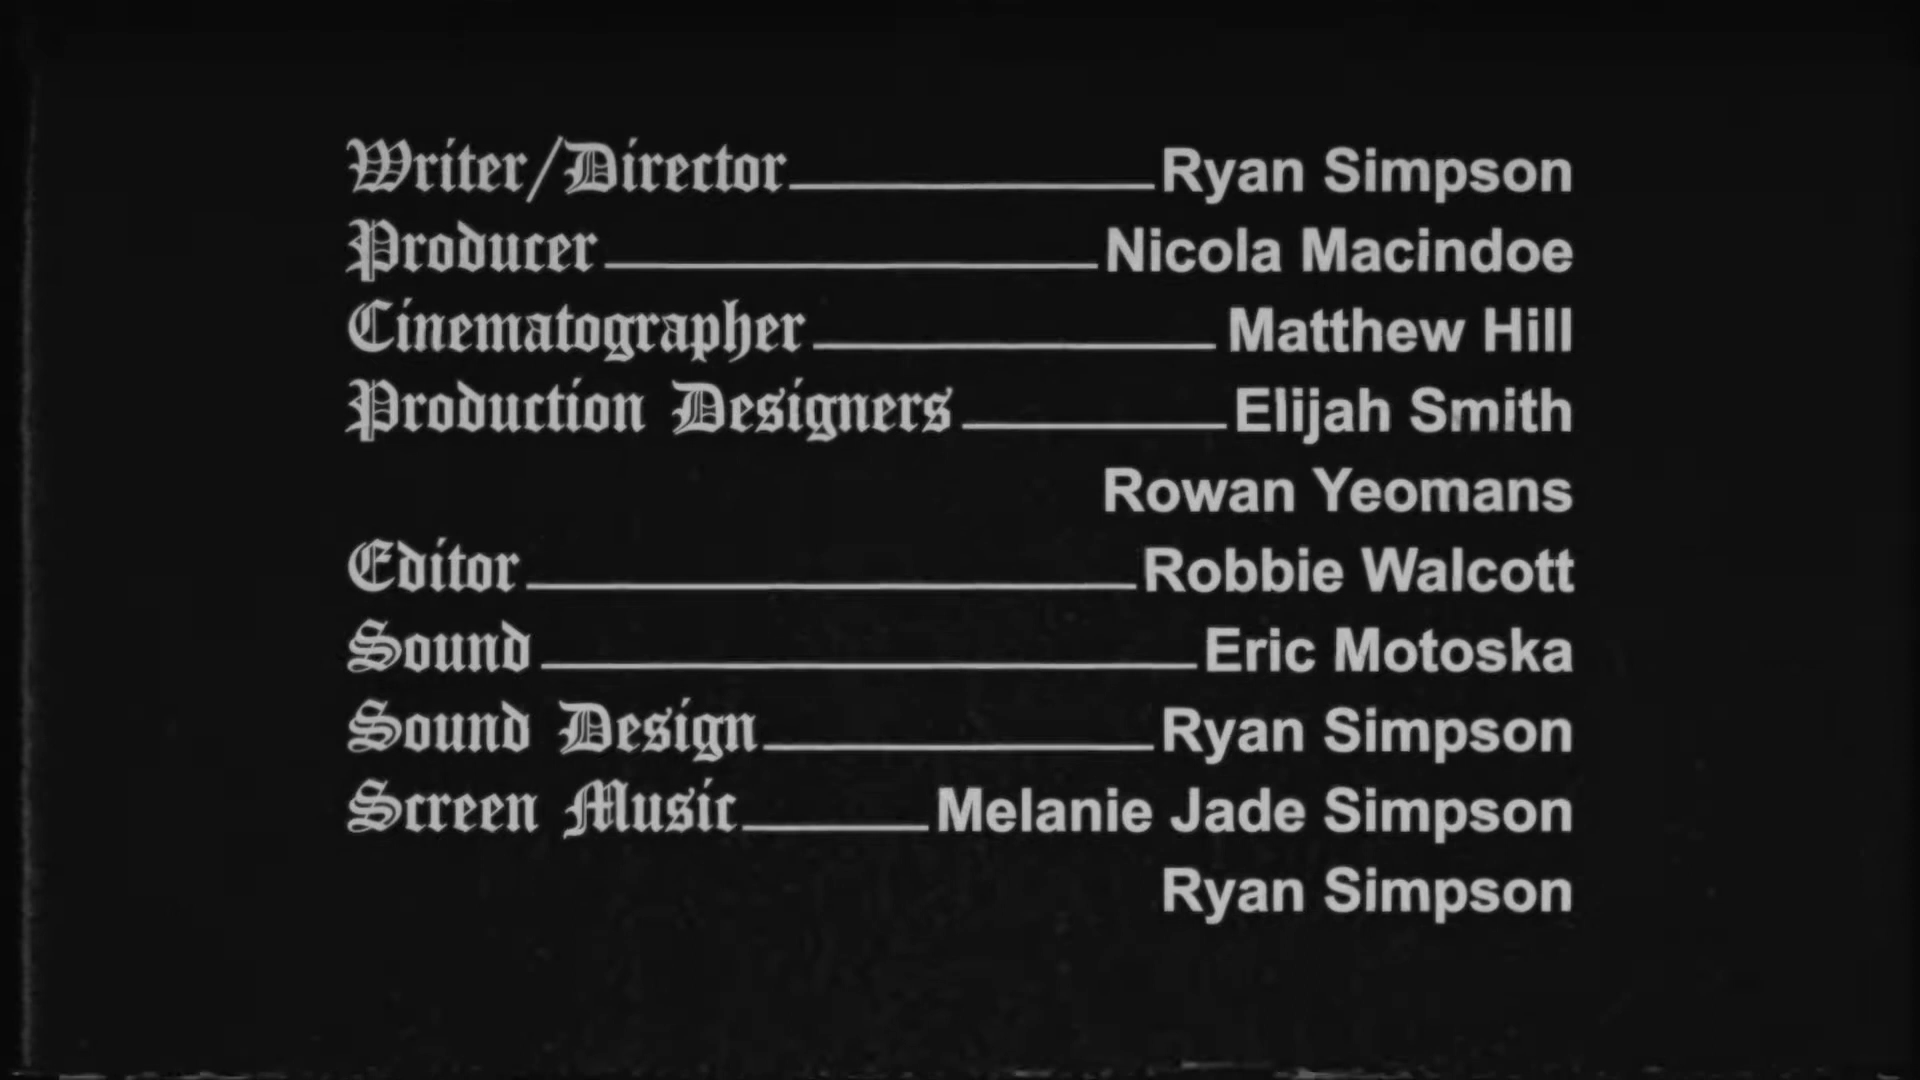 Writer/Director Ryan Simpson
Producer Nicola Macindoe
Cinematographer Matthew Hill
Production Designers Elijah Smith
Rowan Yeomans
Editor Robbie Walcott
Sound Eric Motoska
Sound Design Ryan Simpson
Screen Music Melanie Jade Simpson
Ryan Simpson